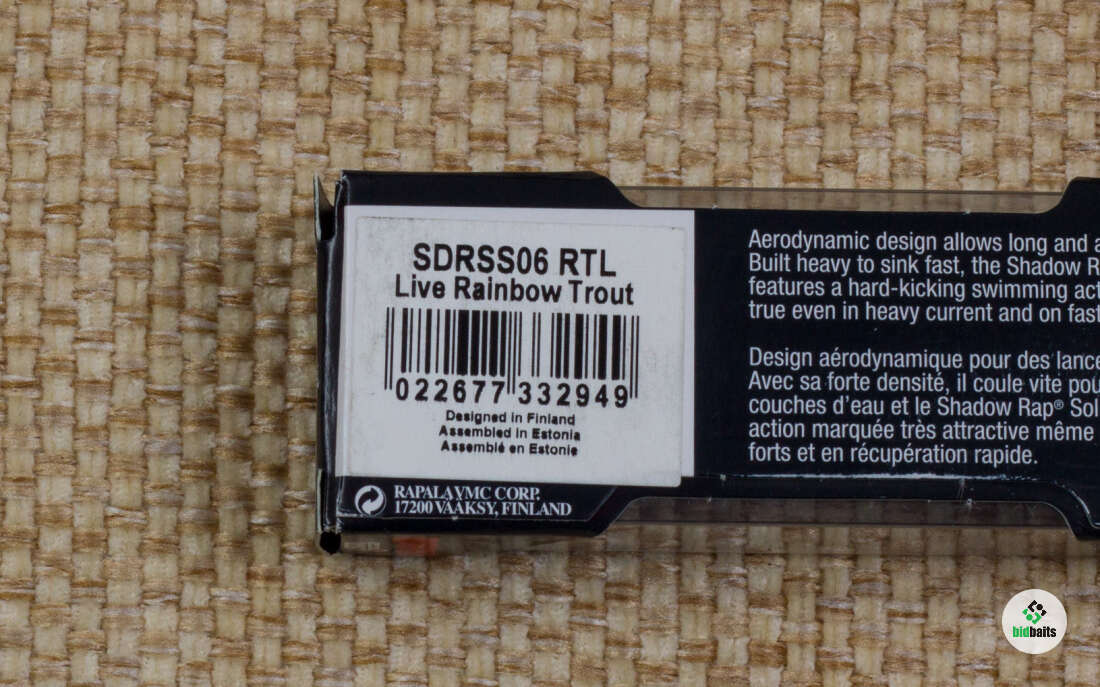 SDRSS06 RTL
Live Rainbow Trout
022677 332949
Designed in Finland
Assembled in Estonia
Assemblé en Estonie
RAPALA VMC CORP.
17200 VAAKSY, FINLAND
Aerodynamic design allows long and a
Built heavy to sink fast, the Shadow R
features a hard-kicking swimming act
true even in heavy current and on fast
Design aérodynamique pour des lance
Avec sa forte densité, il coule vite pou
couches d’eau et le Shadow Rap® Sol
action marquée très attractive même
forts et en récupération rapide.
bidbaits